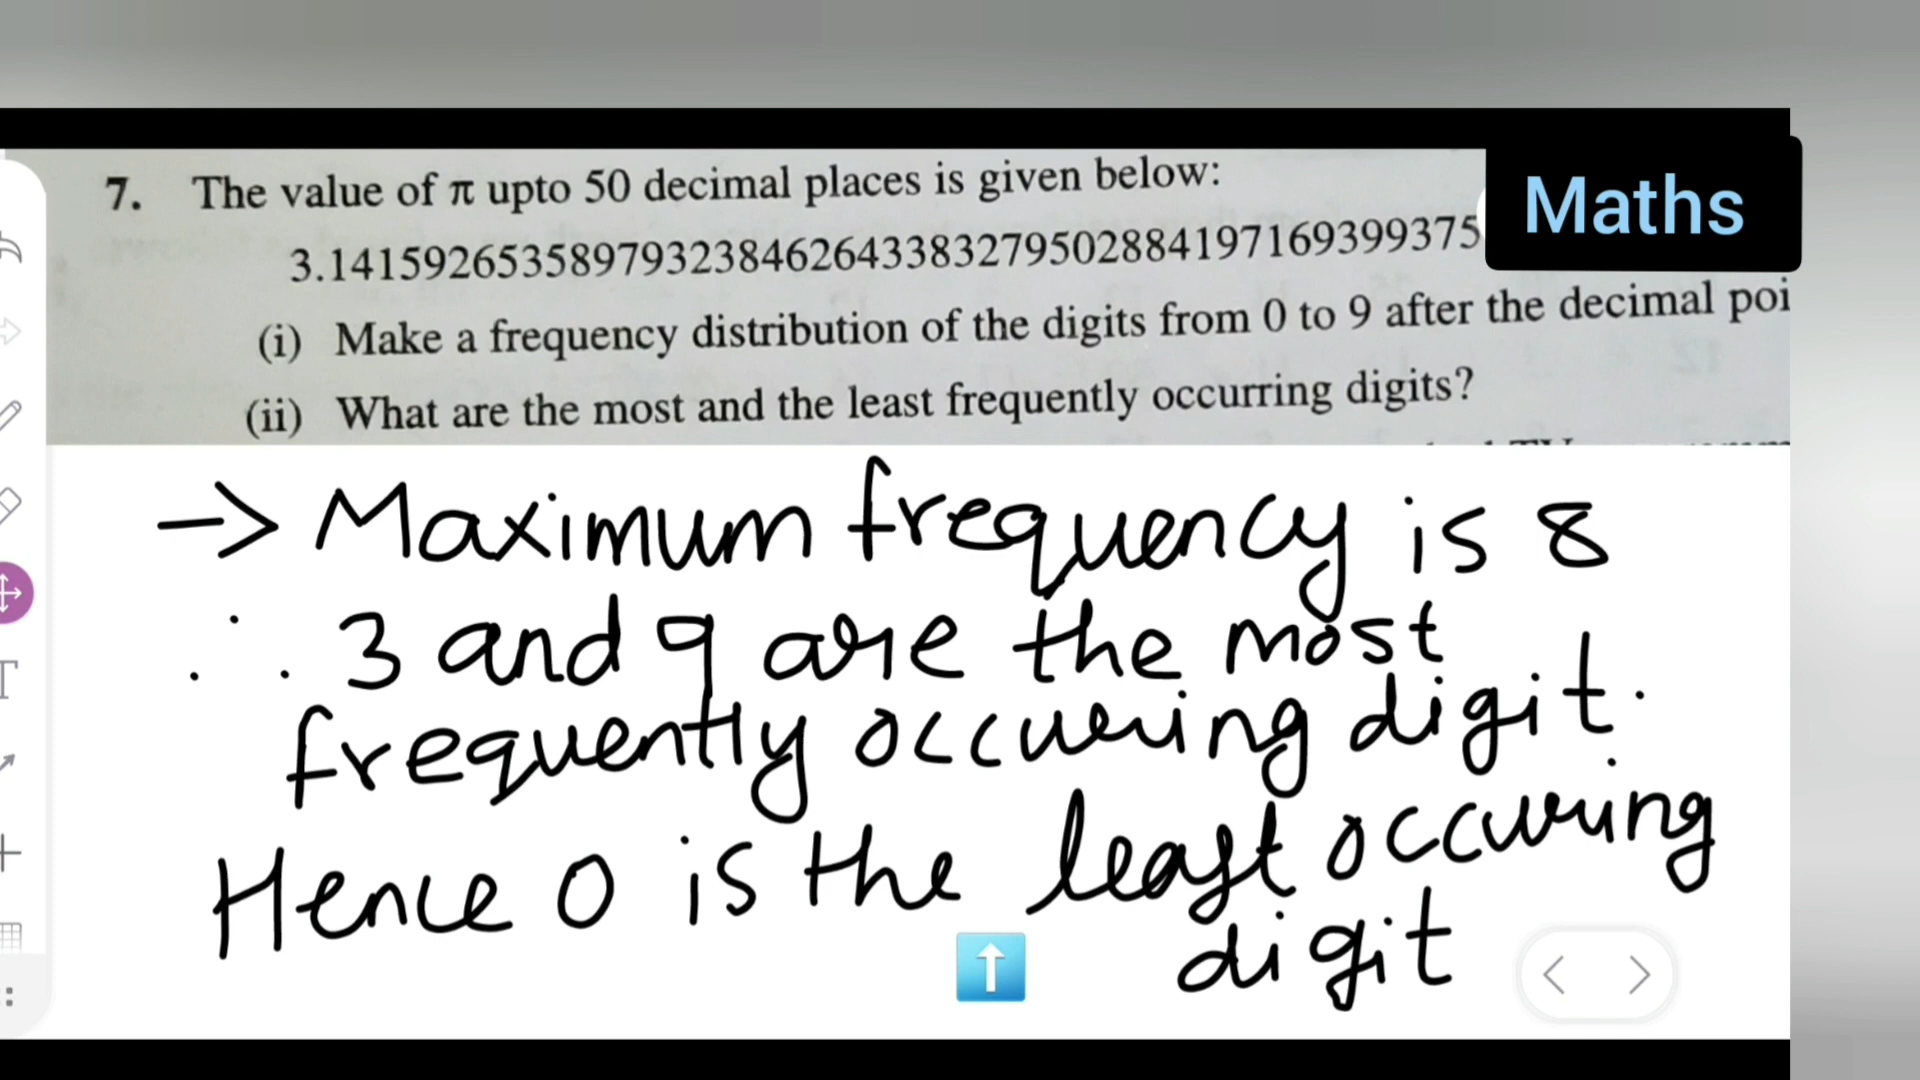 7. The value of π upto 50 decimal places is given below:
Maths
3.14159265358979323846264338327950288419716939937 5
(i) Make a frequency distribution of the digits from 0 to 9 after the decimal poi
(ii) What are the most and the least frequently occurring digits?
→ Maximum frequency is 8
∴ 3 and 9 are the most
frequently occuring digit.
Hence 0 is the least occuring
digit